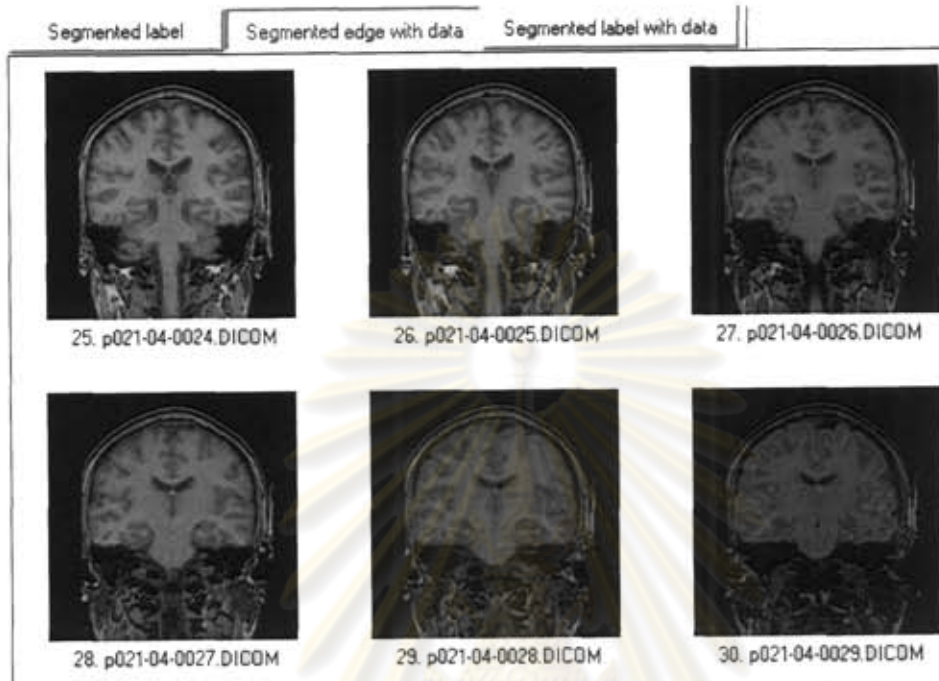 Segmented label Segmented edge with data Segmented label with data
25. p021-04-0024.DICOM 26. p021-04-0025.DICOM 27. p021-04-0026.DICOM
28. p021-04-0027.DICOM 29. p021-04-0028.DICOM 30. p021-04-0029.DICOM